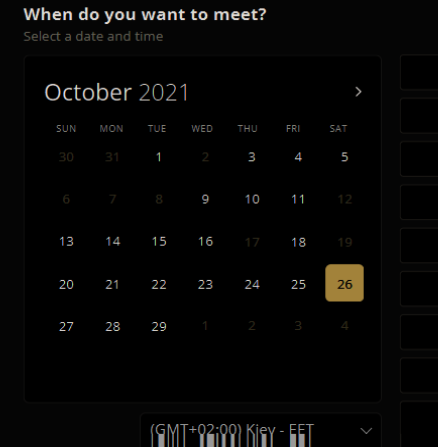 When do you want to meet?
Select a date and time
October 2021
SUN MON TUE WED THU FRI SAT
30 31 1 2 3 4 5
6 7 8 9 10 11 12
13 14 15 16 17 18 19
20 21 22 23 24 25 26
27 28 29 1 2 3 4
(GMT+02:00) Kiev - EET